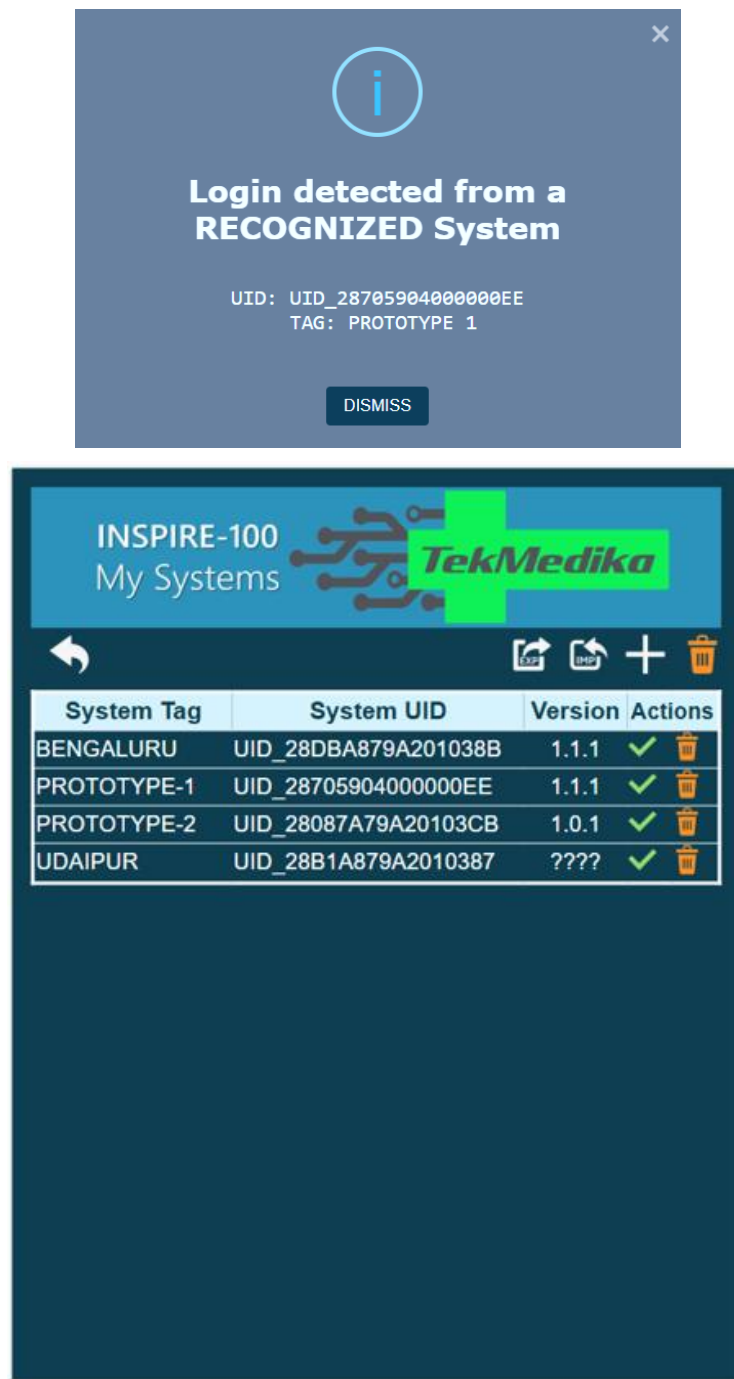 Login detected from a
RECOGNIZED System
UID: UID_28705904000000EE
TAG: PROTOTYPE 1
DISMISS
INSPIRE-100
My Systems
TekMedika
EXP IMP
System Tag System UID Version Actions
BENGALURU UID_28DBA879A201038B 1.1.1
PROTOTYPE-1 UID_28705904000000EE 1.1.1
PROTOTYPE-2 UID_28087A79A20103CB 1.0.1
UDAIPUR UID_28B1A879A2010387 ????